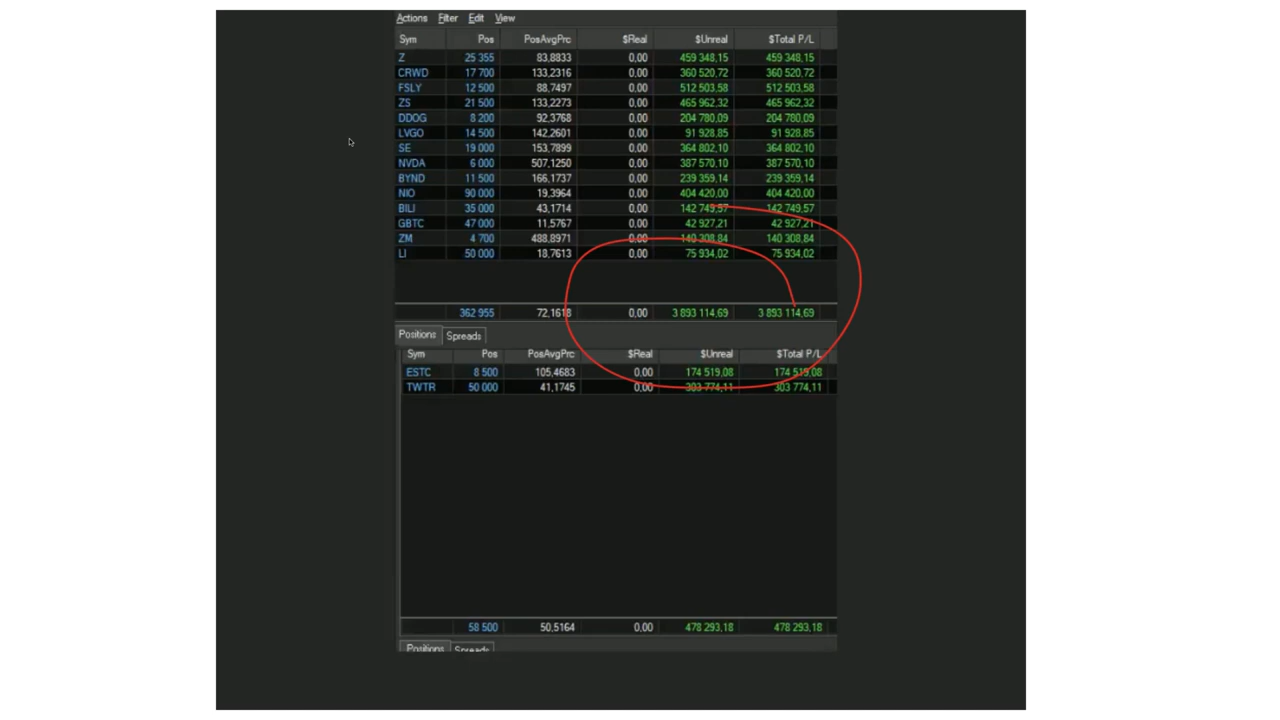 Actions Filter Edit View
Sym Pos PosAvgPrc $Real $Unreal $Total P/L
Z 25 355 83,8833 0,00 459 348,15 459 348,15
CRWD 17 700 133,2316 0,00 360 520,72 360 520,72
FSLY 12 500 88,7497 0,00 512 503,58 512 503,58
ZS 21 500 133,2273 0,00 465 962,32 465 962,32
DDOG 8 200 92,3768 0,00 204 780,09 204 780,09
LVGO 14 500 142,2601 0,00 91 928,85 91 928,85
SE 19 000 153,7899 0,00 364 802,10 364 802,10
NVDA 6 000 507,1250 0,00 387 570,10 387 570,10
BYND 11 500 166,1737 0,00 239 359,14 239 359,14
NIO 90 000 19,3964 0,00 404 420,00 404 420,00
BILI 35 000 43,1714 0,00 142 749,57 142 749,57
GBTC 47 000 11,5767 0,00 42 927,21 42 927,21
ZM 4 700 488,8971 0,00 140 308,84 140 308,84
LI 50 000 18,7613 0,00 75 934,02 75 934,02
362 955 72,1618 0,00 3 893 114,69 3 893 114,69
Positions Spreads
Sym Pos PosAvgPrc $Real $Unreal $Total P/L
ESTC 8 500 105,4683 0,00 174 519,08 174 519,08
TWTR 50 000 41,1745 0,00 303 774,11 303 774,11
58 500 50,5164 0,00 478 293,18 478 293,18
Positions Spreads